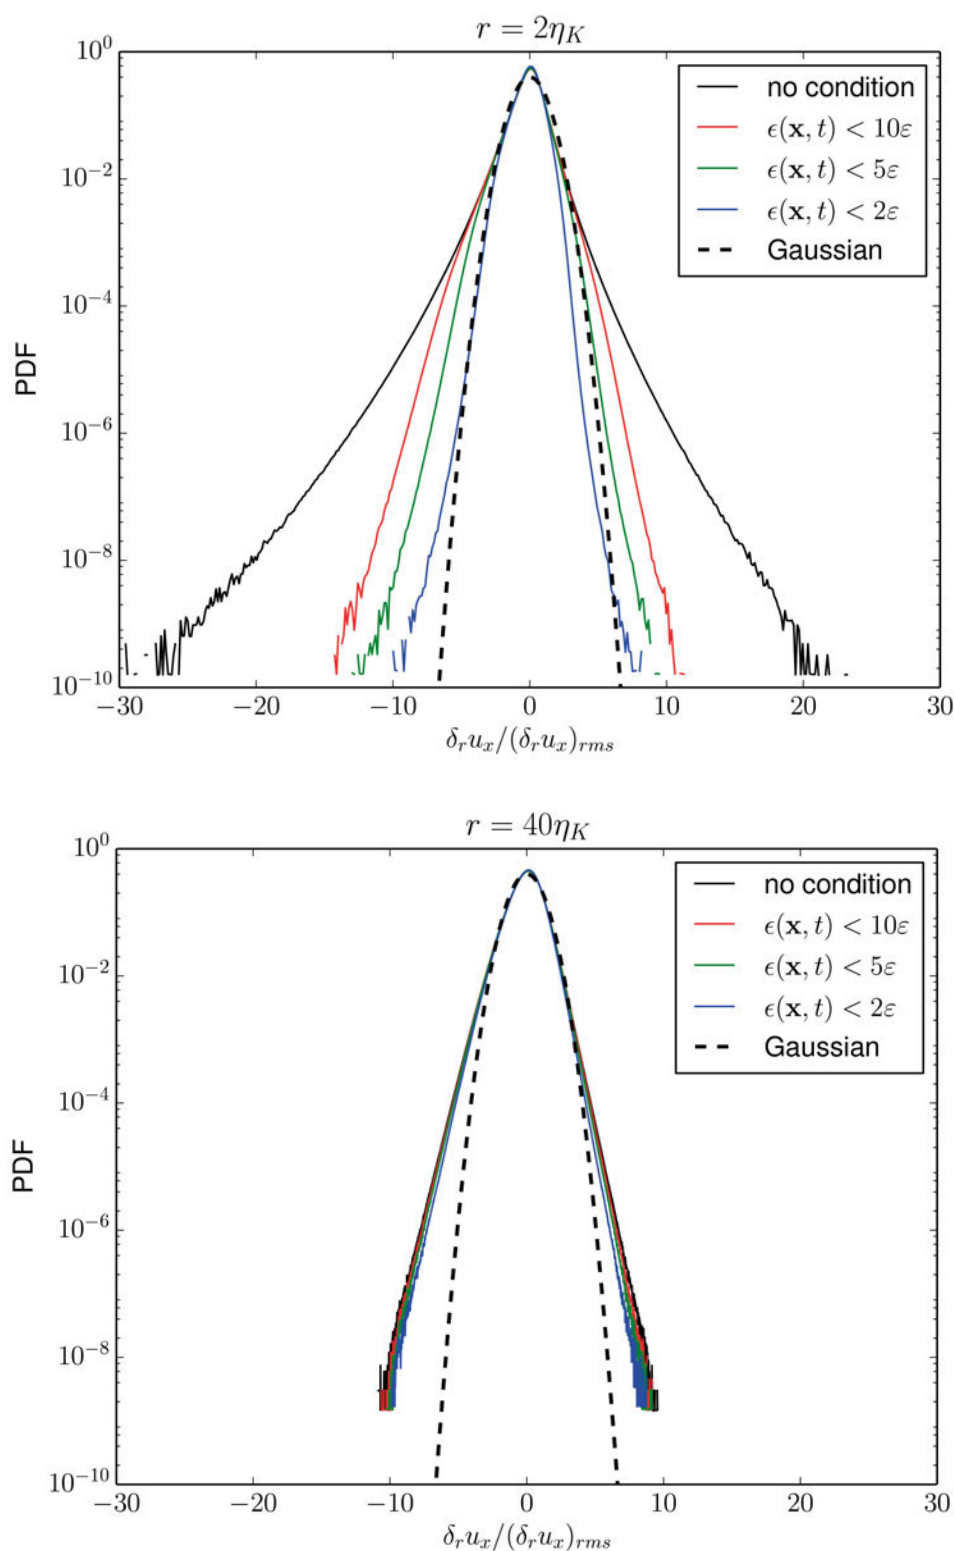 r = 2η_K
10^0
10^−2
10^−4
10^−6
10^−8
10^−10
PDF
no condition
ϵ(x, t) < 10ε
ϵ(x, t) < 5ε
ϵ(x, t) < 2ε
Gaussian
−30 −20 −10 0 10 20 30
δ_r u_x/(δ_r u_x)_rms
r = 40η_K
10^0
10^−2
10^−4
10^−6
10^−8
10^−10
PDF
no condition
ϵ(x, t) < 10ε
ϵ(x, t) < 5ε
ϵ(x, t) < 2ε
Gaussian
−30 −20 −10 0 10 20 30
δ_r u_x/(δ_r u_x)_rms